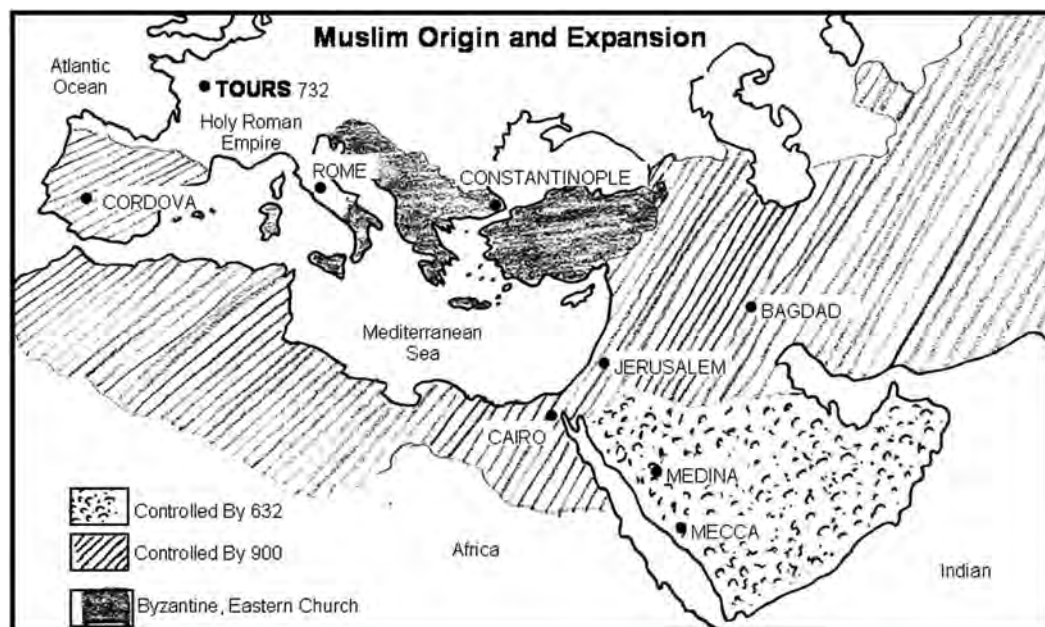 Muslim Origin and Expansion
Atlantic
Ocean
TOURS 732
Holy Roman
Empire
ROME
CONSTANTINOPLE
CORDOVA
BAGDAD
Mediterranean
Sea
JERUSALEM
CAIRO
MEDINA
MECCA
Controlled By 632
Controlled By 900
Africa
Indian
Byzantine, Eastern Church